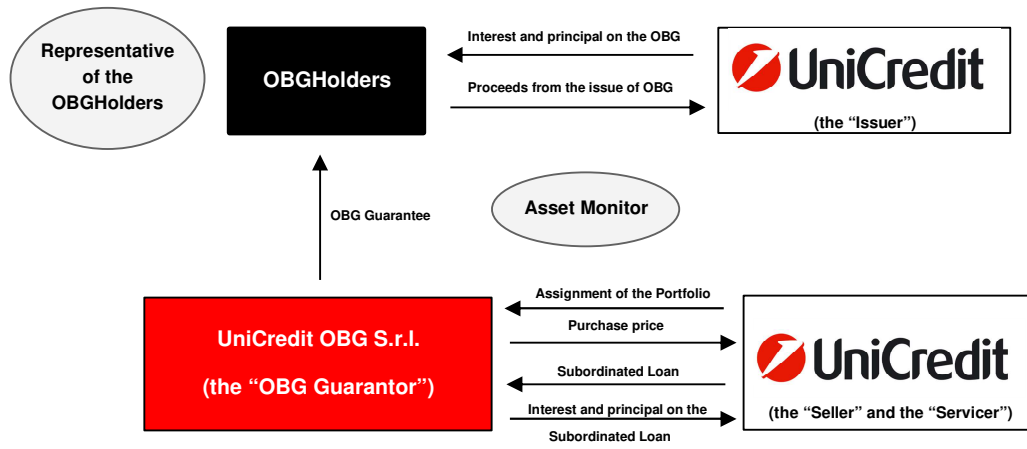 Representative
of the
OBGHolders
OBGHolders
Interest and principal on the OBG
Proceeds from the issue of OBG
UniCredit
(the “Issuer”)
OBG Guarantee
Asset Monitor
UniCredit OBG S.r.l.
(the “OBG Guarantor”)
Assignment of the Portfolio
Purchase price
Subordinated Loan
Interest and principal on the
Subordinated Loan
UniCredit
(the “Seller” and the “Servicer”)